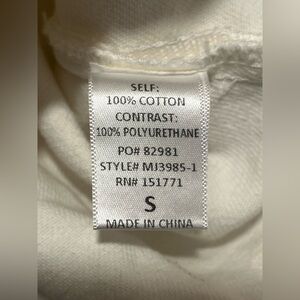 SELF:
100% COTTON
CONTRAST:
100% POLYURETHANE
PO# 82981
STYLE# MJ3985-1
RN# 151771
S
MADE IN CHINA